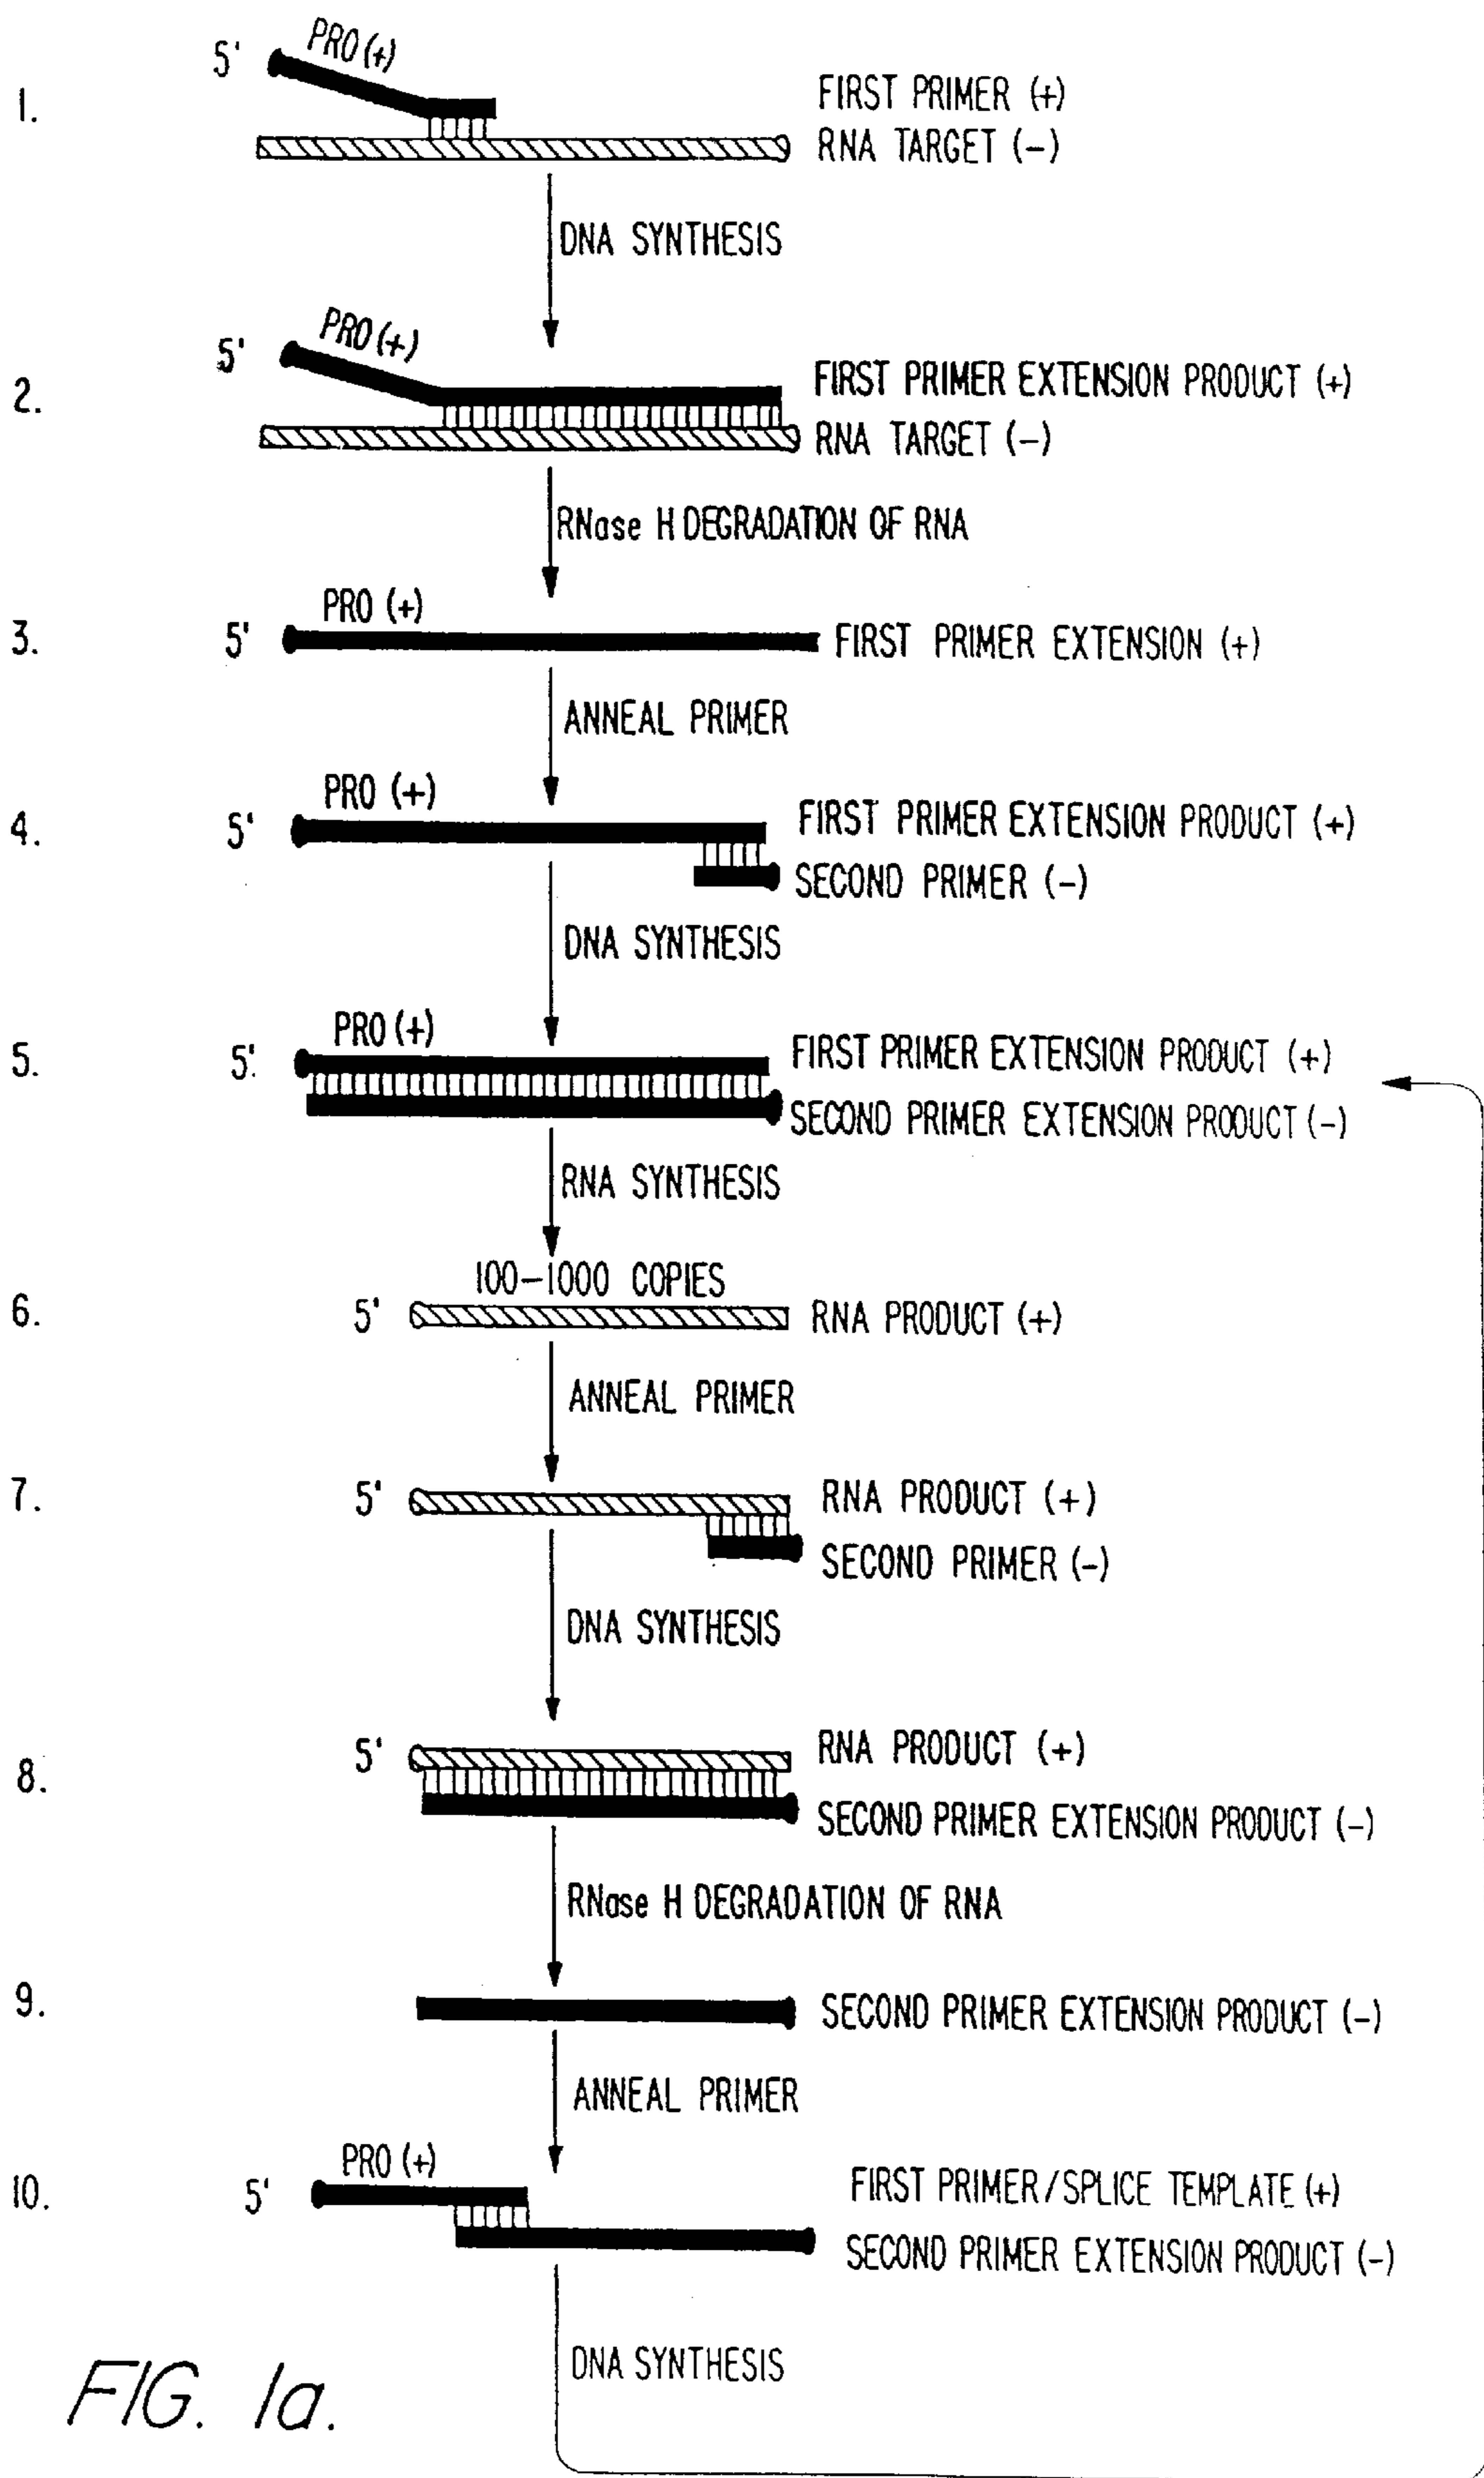 1.
5'
PRO (+)
FIRST PRIMER (+)
RNA TARGET (-)
DNA SYNTHESIS
2.
5'
PRO (+)
FIRST PRIMER EXTENSION PRODUCT (+)
RNA TARGET (-)
RNase H DEGRADATION OF RNA
3.
5'
PRO (+)
FIRST PRIMER EXTENSION (+)
ANNEAL PRIMER
4.
5'
PRO (+)
FIRST PRIMER EXTENSION PRODUCT (+)
SECOND PRIMER (-)
DNA SYNTHESIS
5.
5'
PRO (+)
FIRST PRIMER EXTENSION PRODUCT (+)
SECOND PRIMER EXTENSION PRODUCT (-)
RNA SYNTHESIS
100-1000 COPIES
6.
5'
RNA PRODUCT (+)
ANNEAL PRIMER
7.
5'
RNA PRODUCT (+)
SECOND PRIMER (-)
DNA SYNTHESIS
8.
5'
RNA PRODUCT (+)
SECOND PRIMER EXTENSION PRODUCT (-)
RNase H DEGRADATION OF RNA
9.
SECOND PRIMER EXTENSION PRODUCT (-)
ANNEAL PRIMER
10.
5'
PRO (+)
FIRST PRIMER/SPLICE TEMPLATE (+)
SECOND PRIMER EXTENSION PRODUCT (-)
DNA SYNTHESIS
FIG. 1a.